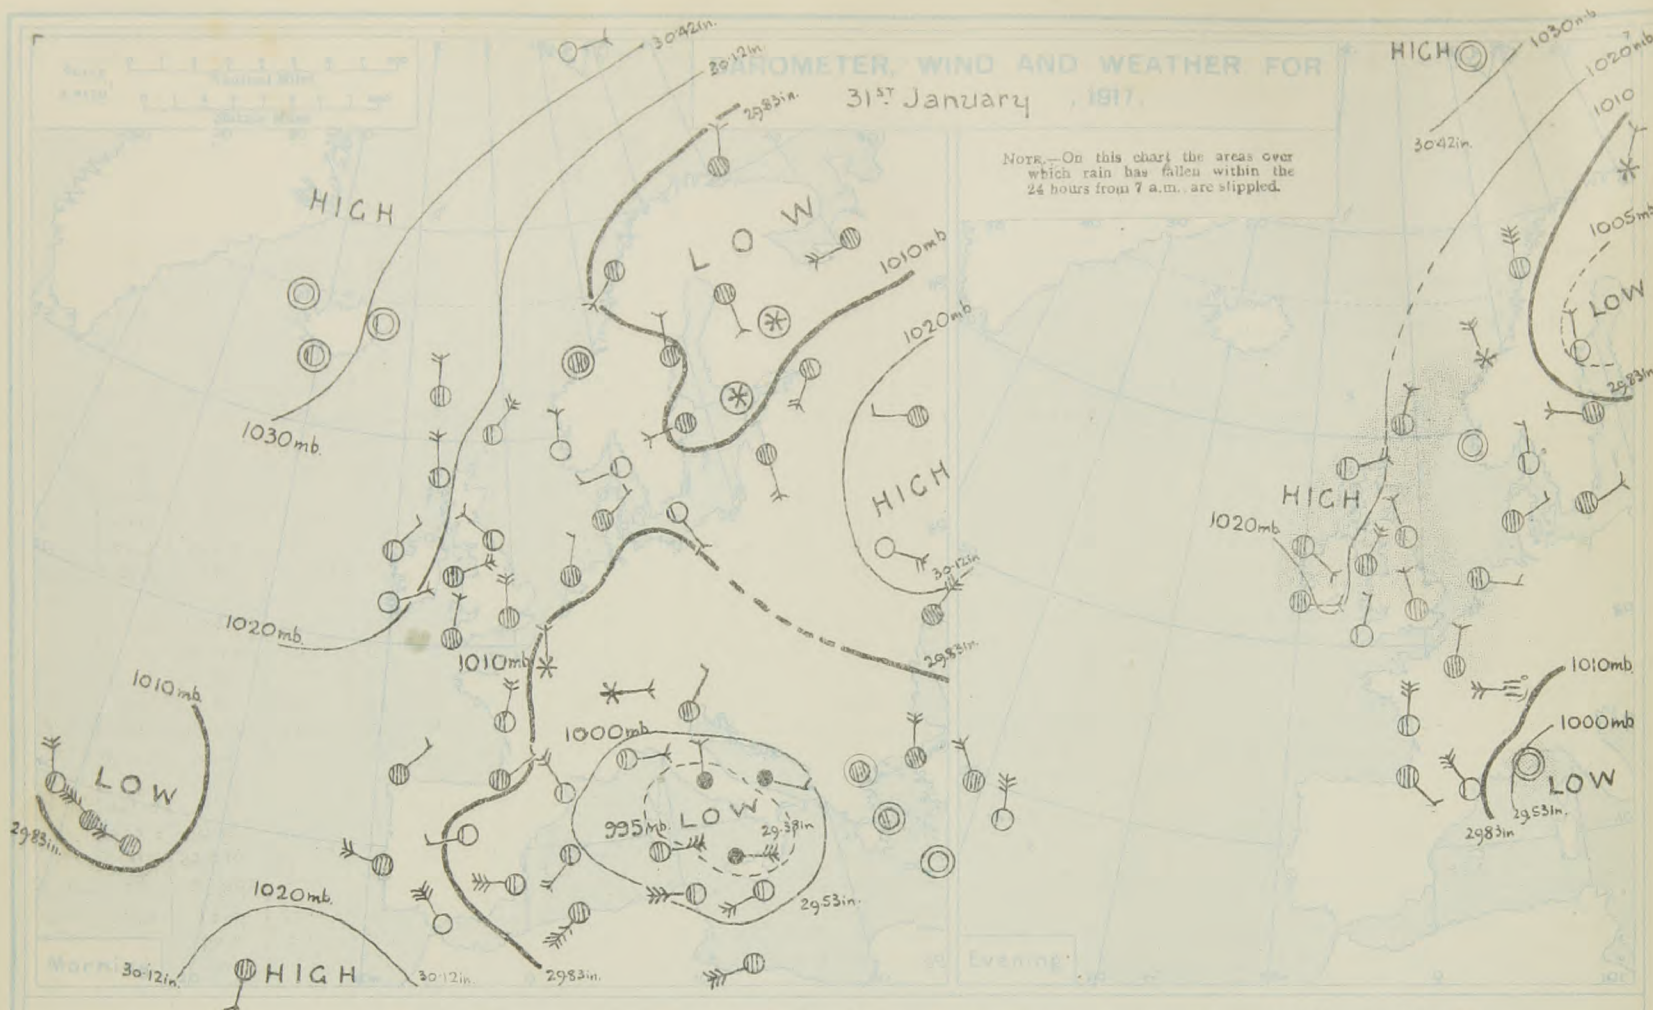 BAROMETER, WIND AND WEATHER FOR
31ST January, 1917.
NOTE.—On this chart the areas over
which rain has fallen within the
24 hours from 7 a.m. are stippled.
30.42in.
30.12in.
29.83in.
HIGH
LOW
1010mb
1020mb
1030mb.
HIGH
30.12in.
1020mb.
1010mb.
29.83in.
1010mb.
LOW
29.83in.
1000mb.
995mb.
LOW
29.38in
29.53in.
1020mb.
30.12in.
HIGH
30.12in.
29.83in.
Morning
HIGH
1030mb.
1020mb.
1010
30.42in.
1005mb
LOW
29.83in
HIGH
1020mb.
1010mb.
1000mb
LOW
29.53in.
29.83in
Evening